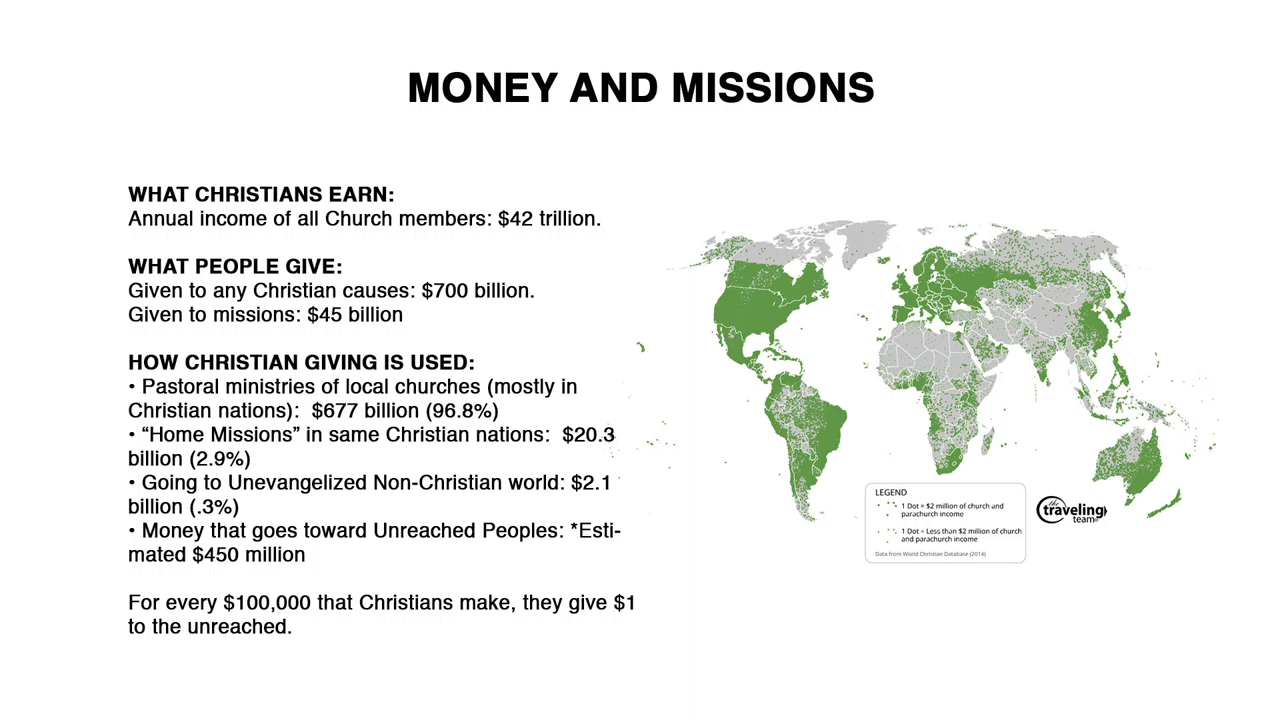 MONEY AND MISSIONS
WHAT CHRISTIANS EARN:
Annual income of all Church members: $42 trillion.
WHAT PEOPLE GIVE:
Given to any Christian causes: $700 billion.
Given to missions: $45 billion
HOW CHRISTIAN GIVING IS USED:
• Pastoral ministries of local churches (mostly in
Christian nations):  $677 billion (96.8%)
• “Home Missions” in same Christian nations:  $20.3
billion (2.9%)
• Going to Unevangelized Non-Christian world: $2.1
billion (.3%)
• Money that goes toward Unreached Peoples: *Esti-
mated $450 million
For every $100,000 that Christians make, they give $1
to the unreached.
LEGEND
1 Dot = $2 million of church and
parachurch income
1 Dot = Less than $2 million of church
and parachurch income
Data from World Christian Database (2014)
the
traveling
team